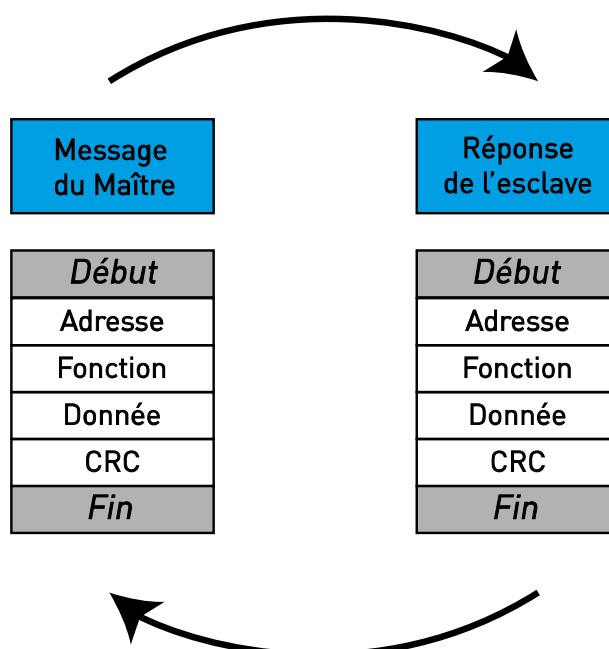 Message
du Maître
Début
Adresse
Fonction
Donnée
CRC
Fin
Réponse
de l'esclave
Début
Adresse
Fonction
Donnée
CRC
Fin